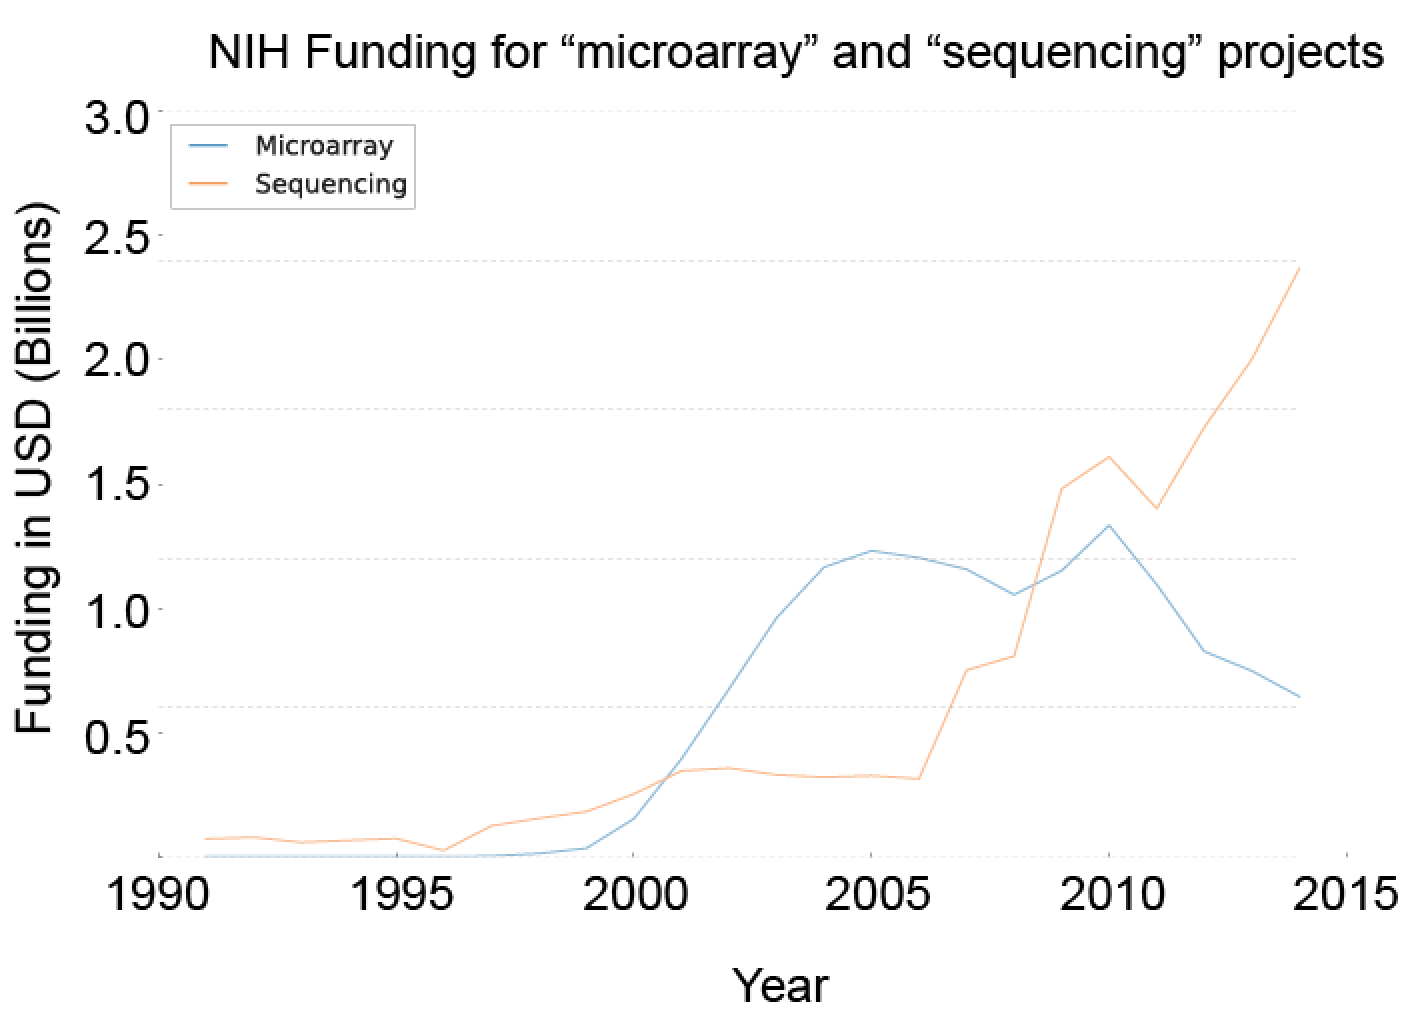 NIH Funding for “microarray” and “sequencing” projects
3.0
Microarray
Sequencing
2.5
2.0
1.5
1.0
0.5
Funding in USD (Billions)
1990 1995 2000 2005 2010 2015
Year